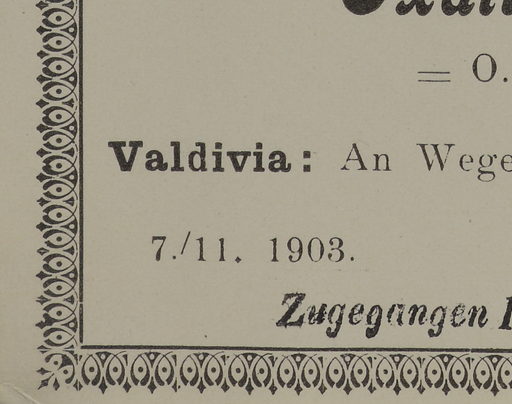 = O.
Valdivia: An Wege
7./11. 1903.
Zugegangen